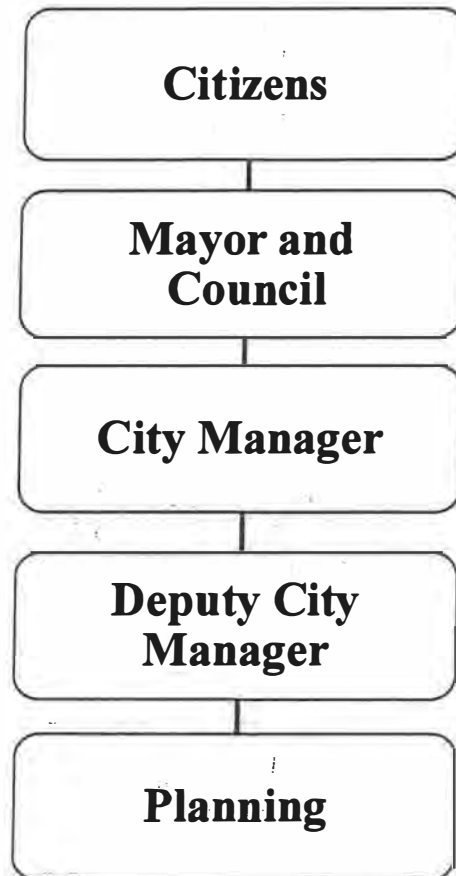 Citizens
Mayor and
Council
City Manager
Deputy City
Manager
Planning